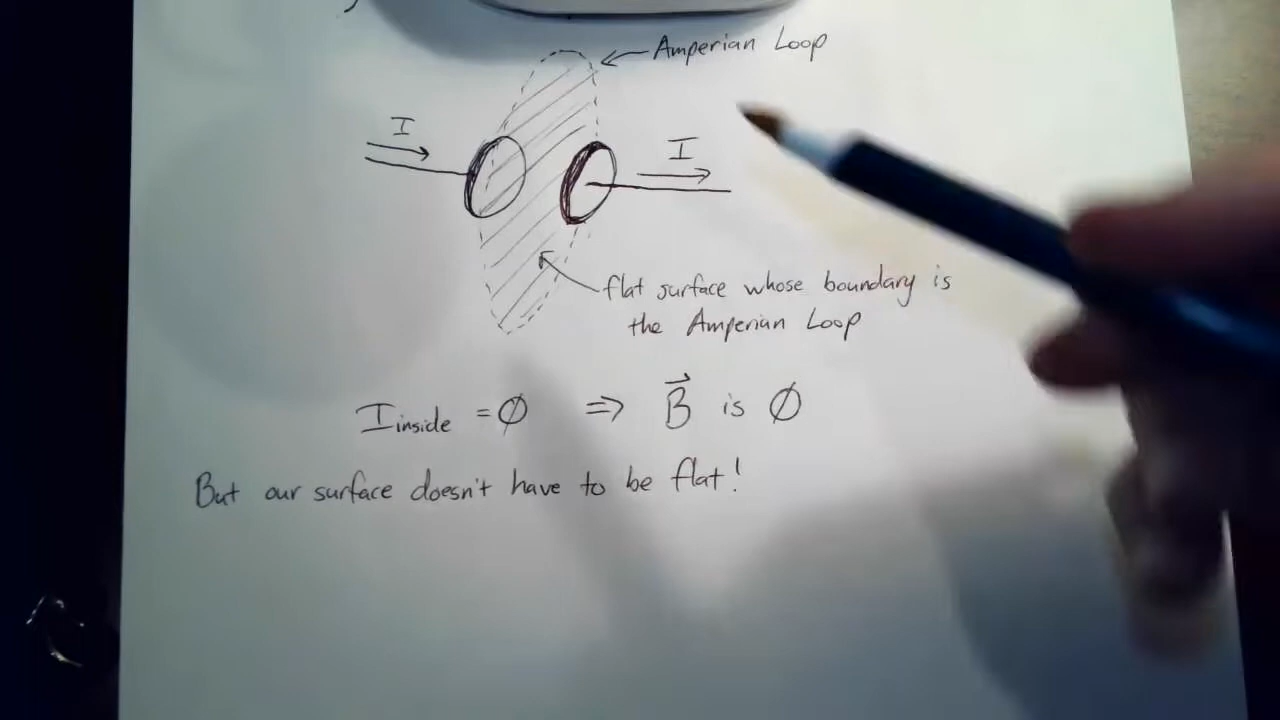 Amperian Loop
I
I
flat surface whose boundary is
the Amperian Loop
I inside = Ø ⇒ B⃗ is Ø
But our surface doesn't have to be flat!